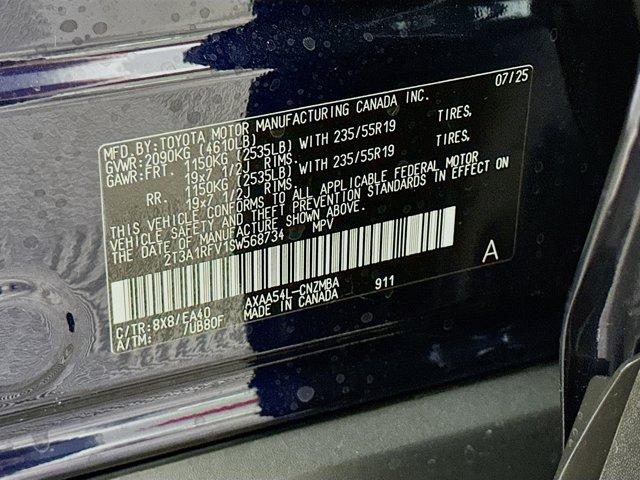 MFD.BY:TOYOTA MOTOR MANUFACTURING CANADA INC. 07/25
GVWR:2090KG (4610LB)
GAWR:FRT. 1150KG (2535LB) WITH 235/55R19 TIRES,
19x7 1/2J RIMS.
RR. 1150KG (2535LB) WITH 235/55R19 TIRES,
19x7 1/2J RIMS.
THIS VEHICLE CONFORMS TO ALL APPLICABLE FEDERAL MOTOR
VEHICLE SAFETY AND THEFT PREVENTION STANDARDS IN EFFECT ON
THE DATE OF MANUFACTURE SHOWN ABOVE.
2T3A1RFV1SW568734 MPV
A
C/TR:8X8/EA40 AXAA54L-CNZMBA 911
A/TM: 7UB80F MADE IN CANADA